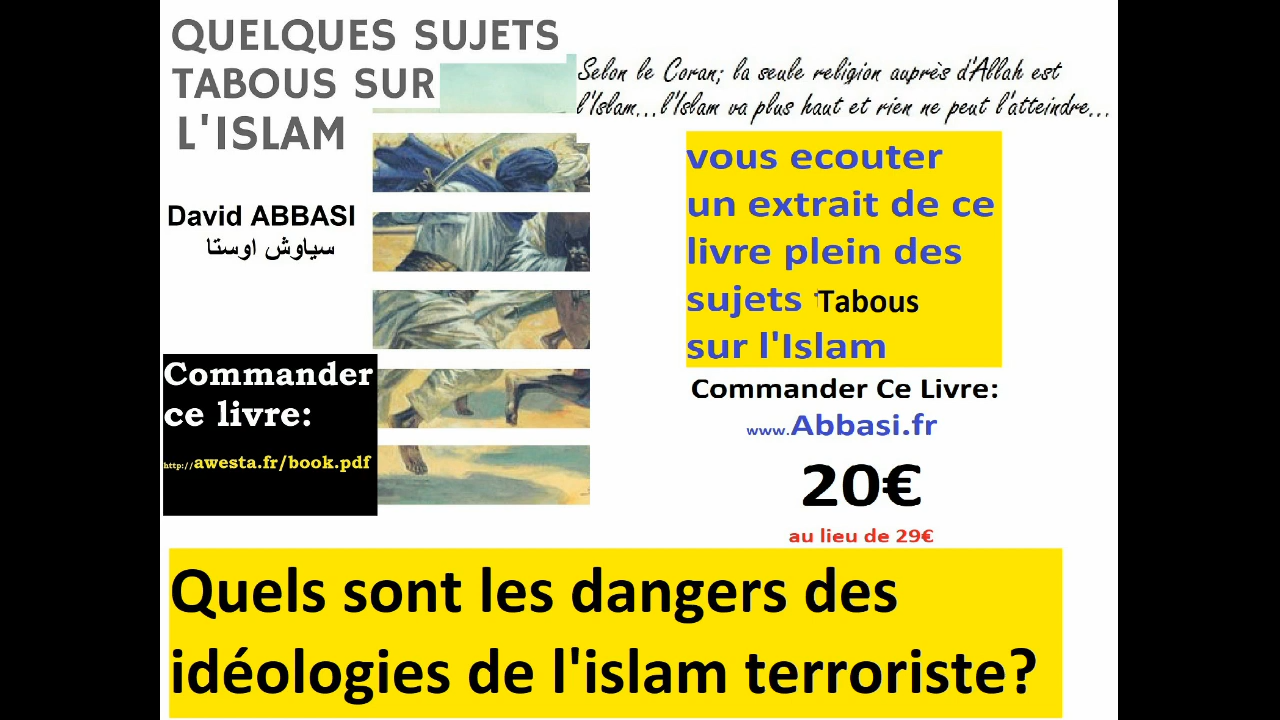 QUELQUES SUJETS
TABOUS SUR
L'ISLAM
Selon le Coran; la seule religion auprès d'Allah est
l'Islam...l'Islam va plus haut et rien ne peut l'atteindre...
David ABBASI
سیاوش اوستا
vous ecouter
un extrait de ce
livre plein des
sujets Tabous
sur l'Islam
Commander
ce livre:
http://awesta.fr/book.pdf
Commander Ce Livre:
www.Abbasi.fr
20€
au lieu de 29€
Quels sont les dangers des
idéologies de l'islam terroriste?